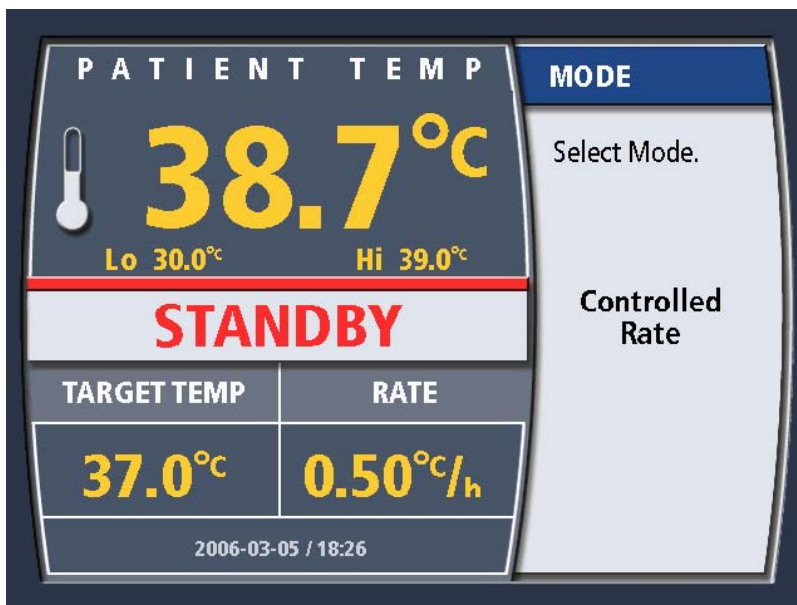 PATIENT TEMP
38.7°C
Lo 30.0°C Hi 39.0°C
STANDBY
TARGET TEMP RATE
37.0°C 0.50°C/h
2006-03-05 / 18:26
MODE
Select Mode.
Controlled
Rate